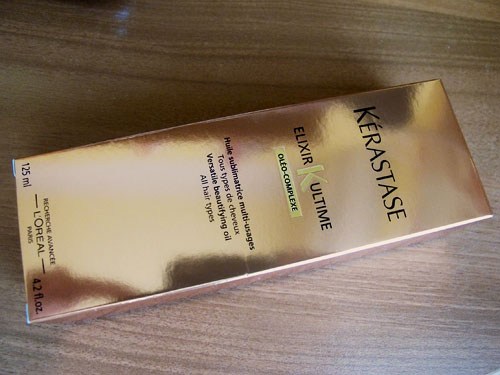 KÉRASTASE
ELIXIR K ULTIME
OLÉO-COMPLEXE
Huile sublimatrice multi-usages
Tous types de cheveux
Versatile beautifying oil
All hair types
125 ml
RECHERCHE AVANCÉE
L'ORÉAL
PARIS
4.2 fl.oz.